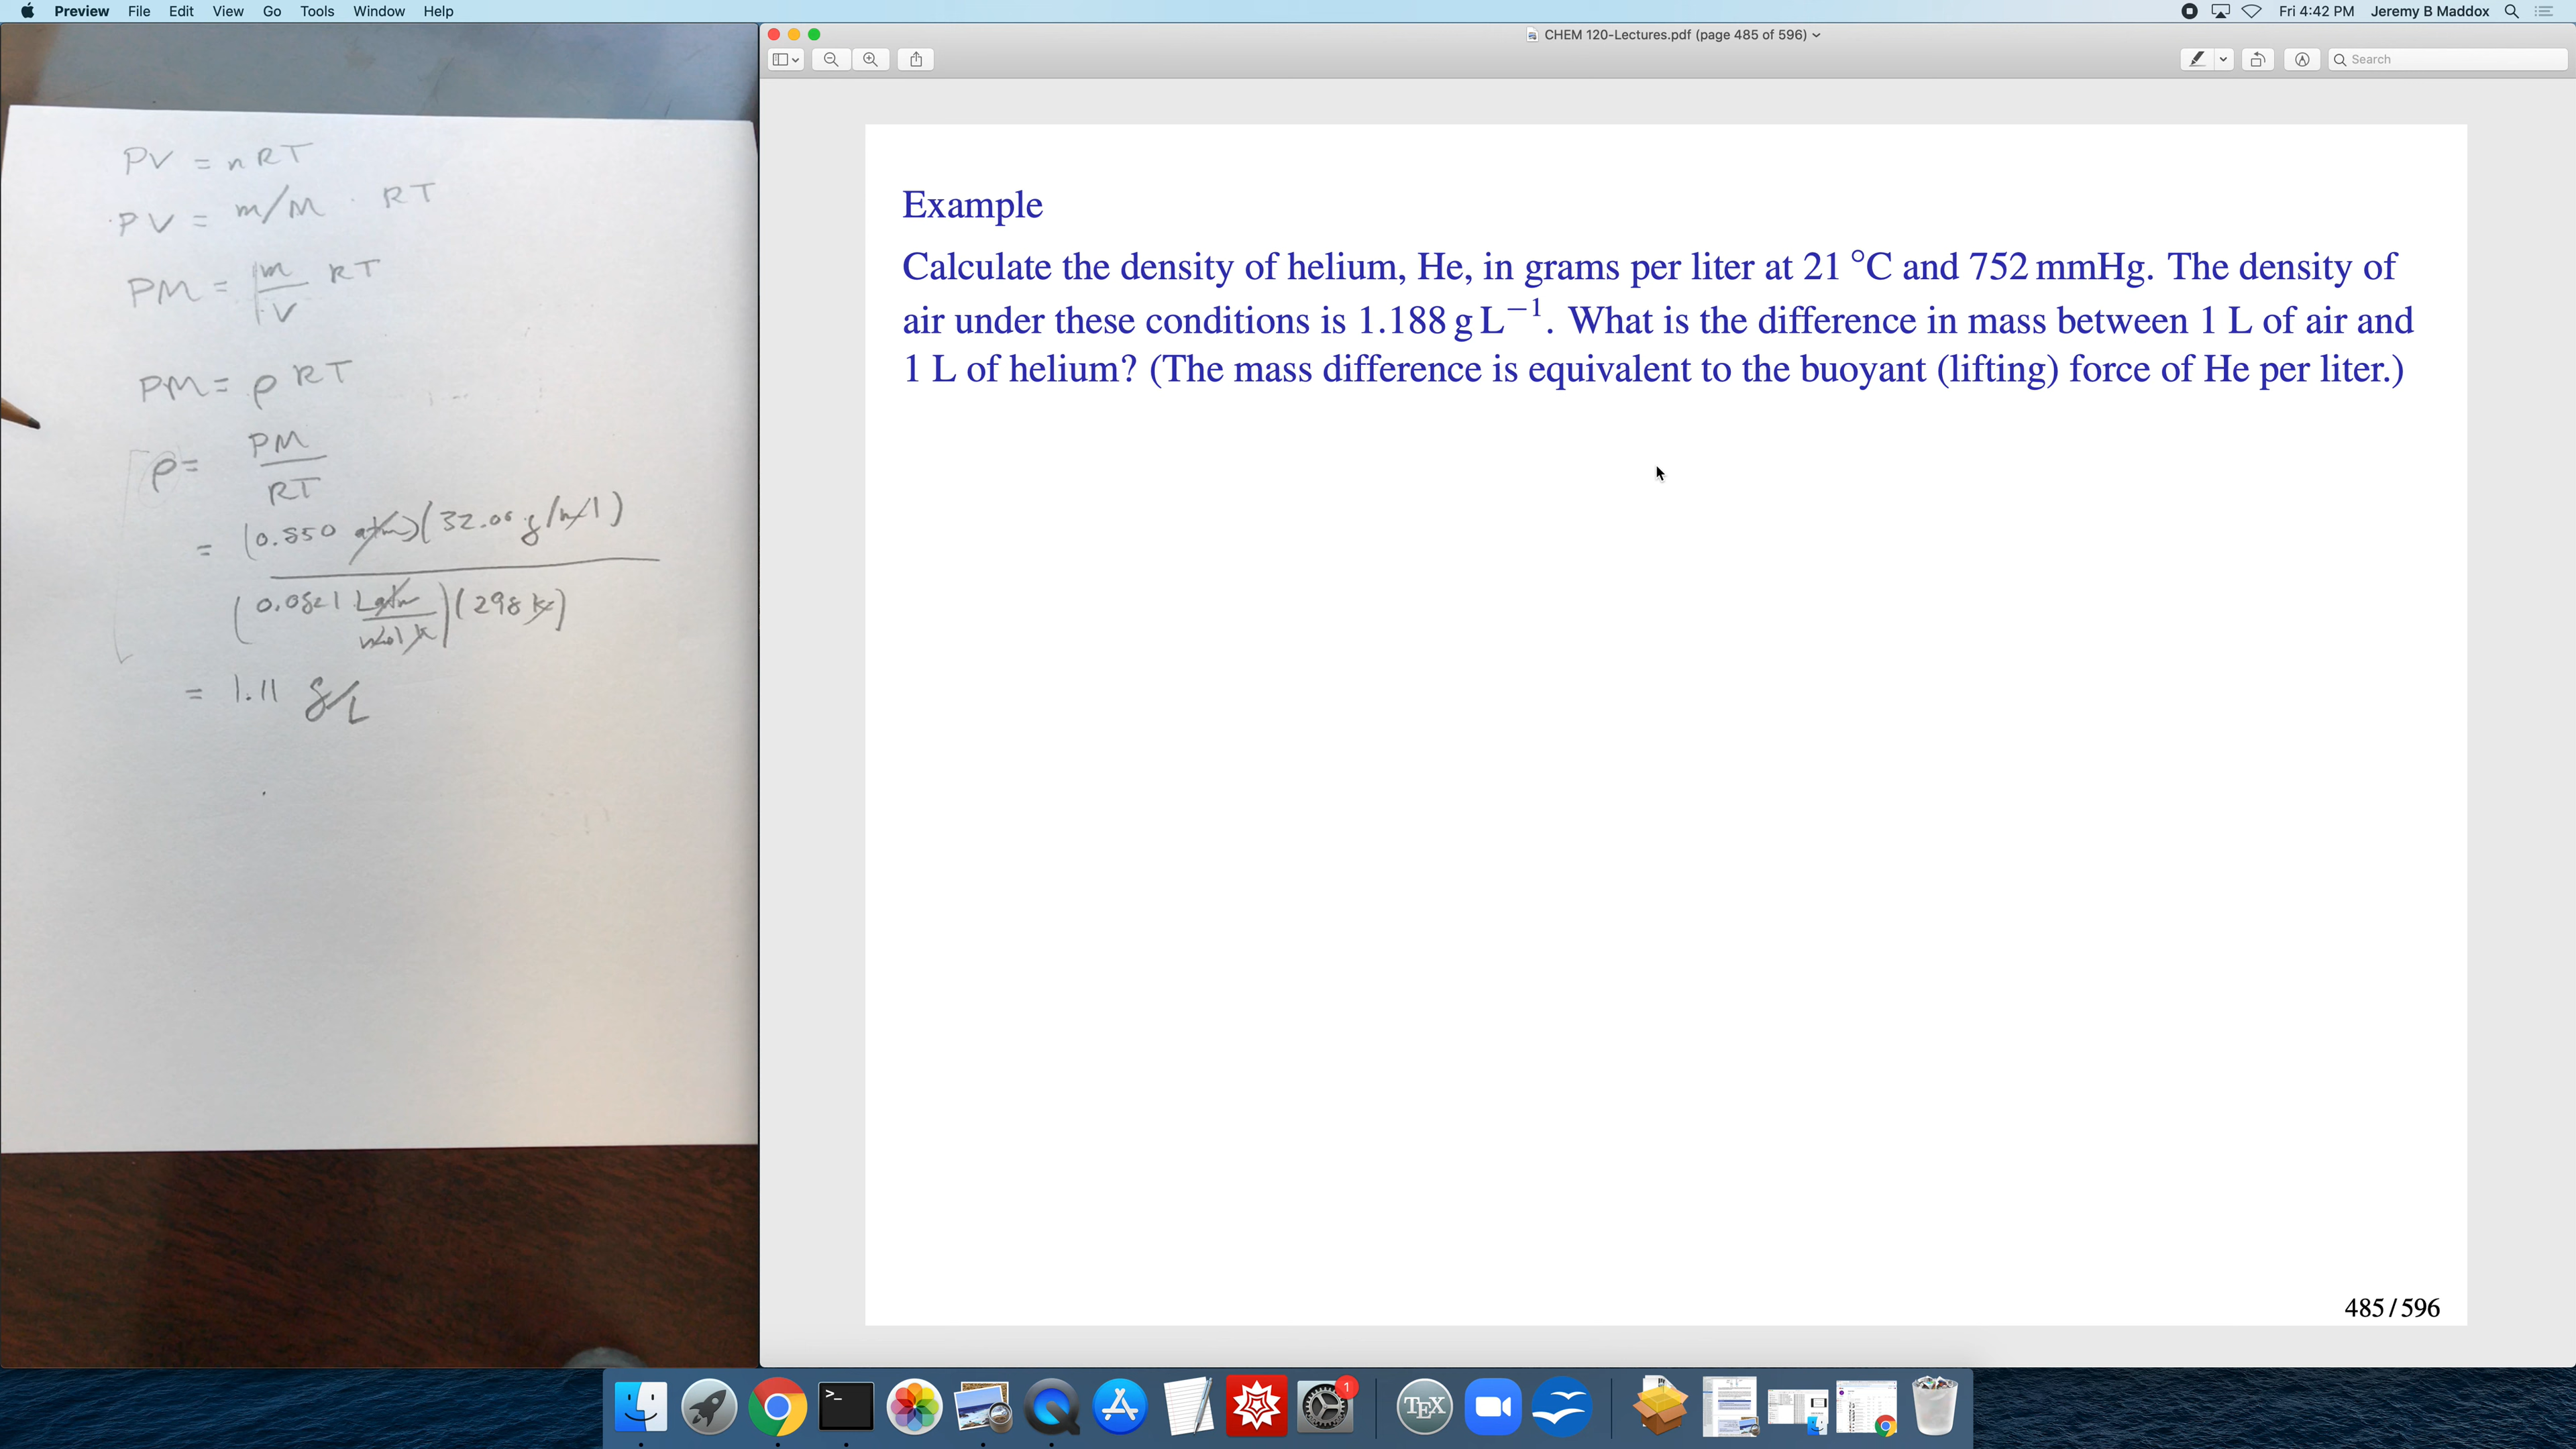 Preview File Edit View Go Tools Window Help
Fri 4:42 PM Jeremy B Maddox
CHEM 120-Lectures.pdf (page 485 of 596)
Search
PV = nRT
PV = m/M · RT
PM = m/V RT
PM = ρ RT
ρ = PM
RT
= (0.850 atm)(32.00 g/mol)
(0.0821 L atm
mol K)(298 K)
= 1.11 g/L
Example
Calculate the density of helium, He, in grams per liter at 21 °C and 752 mmHg. The density of
air under these conditions is 1.188 g L⁻¹. What is the difference in mass between 1 L of air and
1 L of helium? (The mass difference is equivalent to the buoyant (lifting) force of He per liter.)
485/596
>_
1
TEX